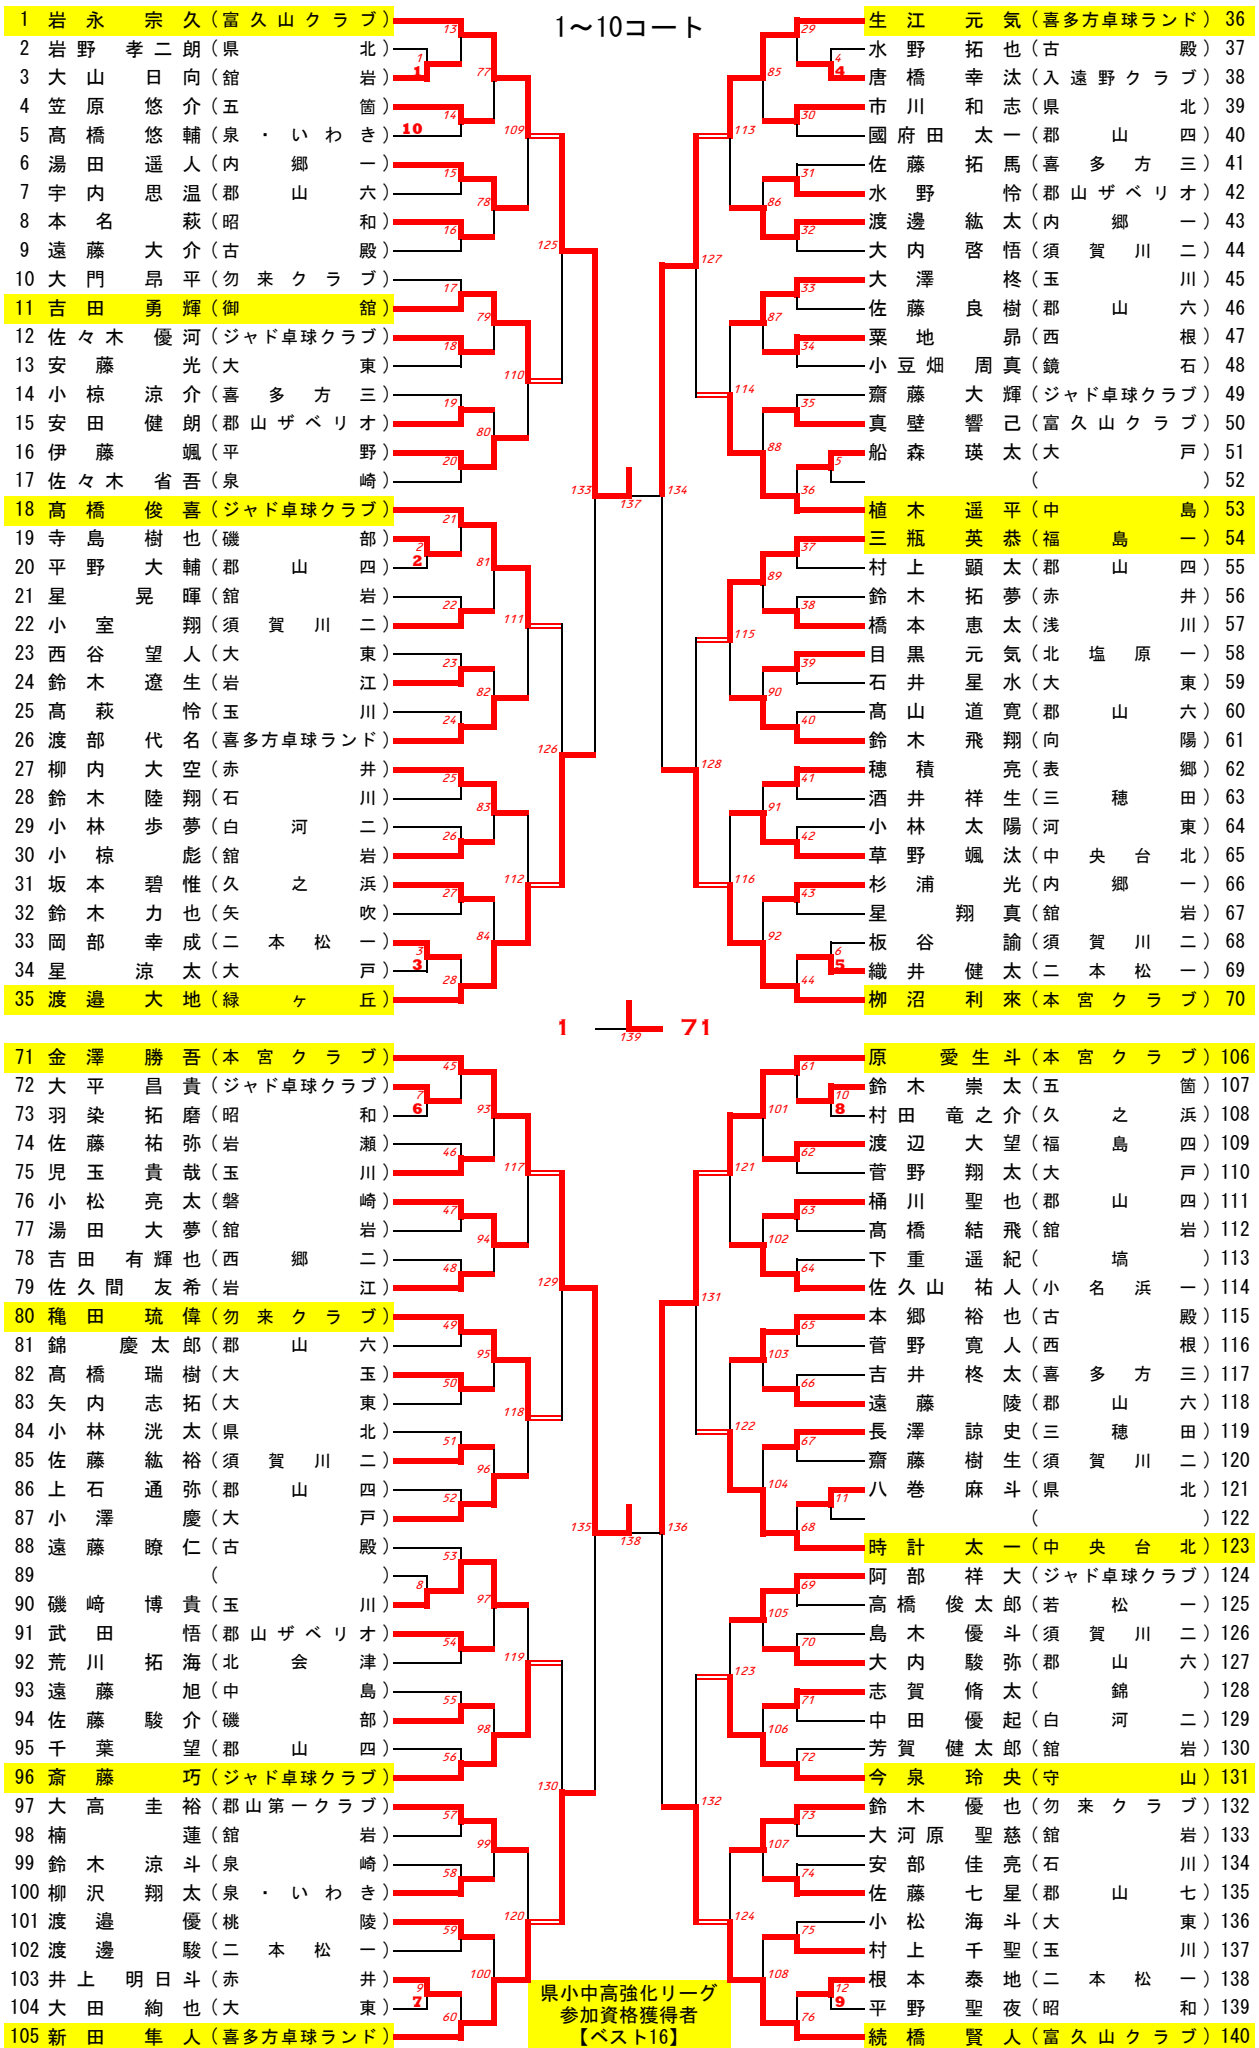 1～10コート
1 岩永 宗久(富久山クラブ)
2 岩野 孝二朗(県北)
3 大山 日向(舘岩)
4 笠原 悠介(五箇)
5 髙橋 悠輔(泉・いわき)
6 湯田 遥人(内郷一)
7 宇内 思温(郡山六)
8 本名 萩(昭和)
9 遠藤 大介(古殿)
10 大門 昂平(勿来クラブ)
11 吉田 勇輝(御舘)
12 佐々木 優河(ジャド卓球クラブ)
13 安藤 光(大東)
14 小椋 涼介(喜多方三)
15 安田 健朗(郡山ザベリオ)
16 伊藤 颯(平野)
17 佐々木 省吾(泉崎)
18 髙橋 俊喜(ジャド卓球クラブ)
19 寺島 樹也(磯部)
20 平野 大輔(郡山四)
21 星 晃暉(舘岩)
22 小室 翔(須賀川二)
23 西谷 望人(大東)
24 鈴木 遼生(岩江)
25 髙萩 怜(玉川)
26 渡部 代名(喜多方卓球ランド)
27 柳内 大空(赤井)
28 鈴木 陸翔(石川)
29 小林 歩夢(白河二)
30 小椋 彪(舘岩)
31 坂本 碧惟(久之浜)
32 鈴木 力也(矢吹)
33 岡部 幸成(二本松一)
34 星 涼太(大戸)
35 渡邉 大地(緑ヶ丘)
生江 元気(喜多方卓球ランド) 36
水野 拓也(古殿) 37
唐橋 幸汰(入遠野クラブ) 38
市川 和志(県北) 39
國府田 太一(郡山四) 40
佐藤 拓馬(喜多方三) 41
水野 怜(郡山ザベリオ) 42
渡邊 紘太(内郷一) 43
大内 啓悟(須賀川二) 44
大澤 柊(玉川) 45
佐藤 良樹(郡山六) 46
粟地 昴(西根) 47
小豆畑 周真(鏡石) 48
齋藤 大輝(ジャド卓球クラブ) 49
真壁 響己(富久山クラブ) 50
船森 瑛太(大戸) 51
( ) 52
植木 遥平(中島) 53
三瓶 英恭(福島一) 54
村上 顕太(郡山四) 55
鈴木 拓夢(赤井) 56
橋本 恵太(浅川) 57
目黒 元気(北塩原一) 58
石井 星水(大東) 59
髙山 道寛(郡山六) 60
鈴木 飛翔(向陽) 61
穂積 亮(表郷) 62
酒井 祥生(三穂田) 63
小林 太陽(河東) 64
草野 颯汰(中央台北) 65
杉浦 光(内郷一) 66
星 翔真(舘岩) 67
板谷 諭(須賀川二) 68
織井 健太(二本松一) 69
栁沼 利來(本宮クラブ) 70
1 139 71
71 金澤 勝吾(本宮クラブ)
72 大平 昌貴(ジャド卓球クラブ)
73 羽染 拓磨(昭和)
74 佐藤 祐弥(岩瀬)
75 児玉 貴哉(玉川)
76 小松 亮太(磐崎)
77 湯田 大夢(舘岩)
78 吉田 有輝也(西郷二)
79 佐久間 友希(岩江)
80 穐田 琉偉(勿来クラブ)
81 錦 慶太郎(郡山六)
82 髙橋 瑞樹(大玉)
83 矢内 志拓(大東)
84 小林 洸太(県北)
85 佐藤 紘裕(須賀川二)
86 上石 通弥(郡山四)
87 小澤 慶(大戸)
88 遠藤 瞭仁(古殿)
89 ( )
90 磯﨑 博貴(玉川)
91 武田 悟(郡山ザベリオ)
92 荒川 拓海(北会津)
93 遠藤 旭(中島)
94 佐藤 駿介(磯部)
95 千葉 望(郡山四)
96 斎藤 巧(ジャド卓球クラブ)
97 大高 圭裕(郡山第一クラブ)
98 楠 蓮(舘岩)
99 鈴木 涼斗(泉崎)
100 柳沢 翔太(泉・いわき)
101 渡邉 優(桃陵)
102 渡邊 駿(二本松一)
103 井上 明日斗(赤井)
104 大田 絢也(大東)
105 新田 隼人(喜多方卓球ランド)
原 愛生斗(本宮クラブ) 106
鈴木 崇太(五箇) 107
村田 竜之介(久之浜) 108
渡辺 大望(福島四) 109
菅野 翔太(大戸) 110
桶川 聖也(郡山四) 111
髙橋 結飛(舘岩) 112
下重 遥紀(塙) 113
佐久山 祐人(小名浜一) 114
本郷 裕也(古殿) 115
菅野 寛人(西根) 116
吉井 柊太(喜多方三) 117
遠藤 陵(郡山六) 118
長澤 諒史(三穂田) 119
齋藤 樹生(須賀川二) 120
八巻 麻斗(県北) 121
( ) 122
時計 太一(中央台北) 123
阿部 祥大(ジャド卓球クラブ) 124
高橋 俊太郎(若松一) 125
島木 優斗(須賀川二) 126
大内 駿弥(郡山六) 127
志賀 脩太(錦) 128
中田 優起(白河二) 129
芳賀 健太郎(舘岩) 130
今泉 玲央(守山) 131
鈴木 優也(勿来クラブ) 132
大河原 聖慈(舘岩) 133
安部 佳亮(石川) 134
佐藤 七星(郡山七) 135
小松 海斗(大東) 136
村上 千聖(玉川) 137
根本 泰地(二本松一) 138
平野 聖夜(昭和) 139
続橋 賢人(富久山クラブ) 140
県小中高強化リーグ
参加資格獲得者
【ベスト16】